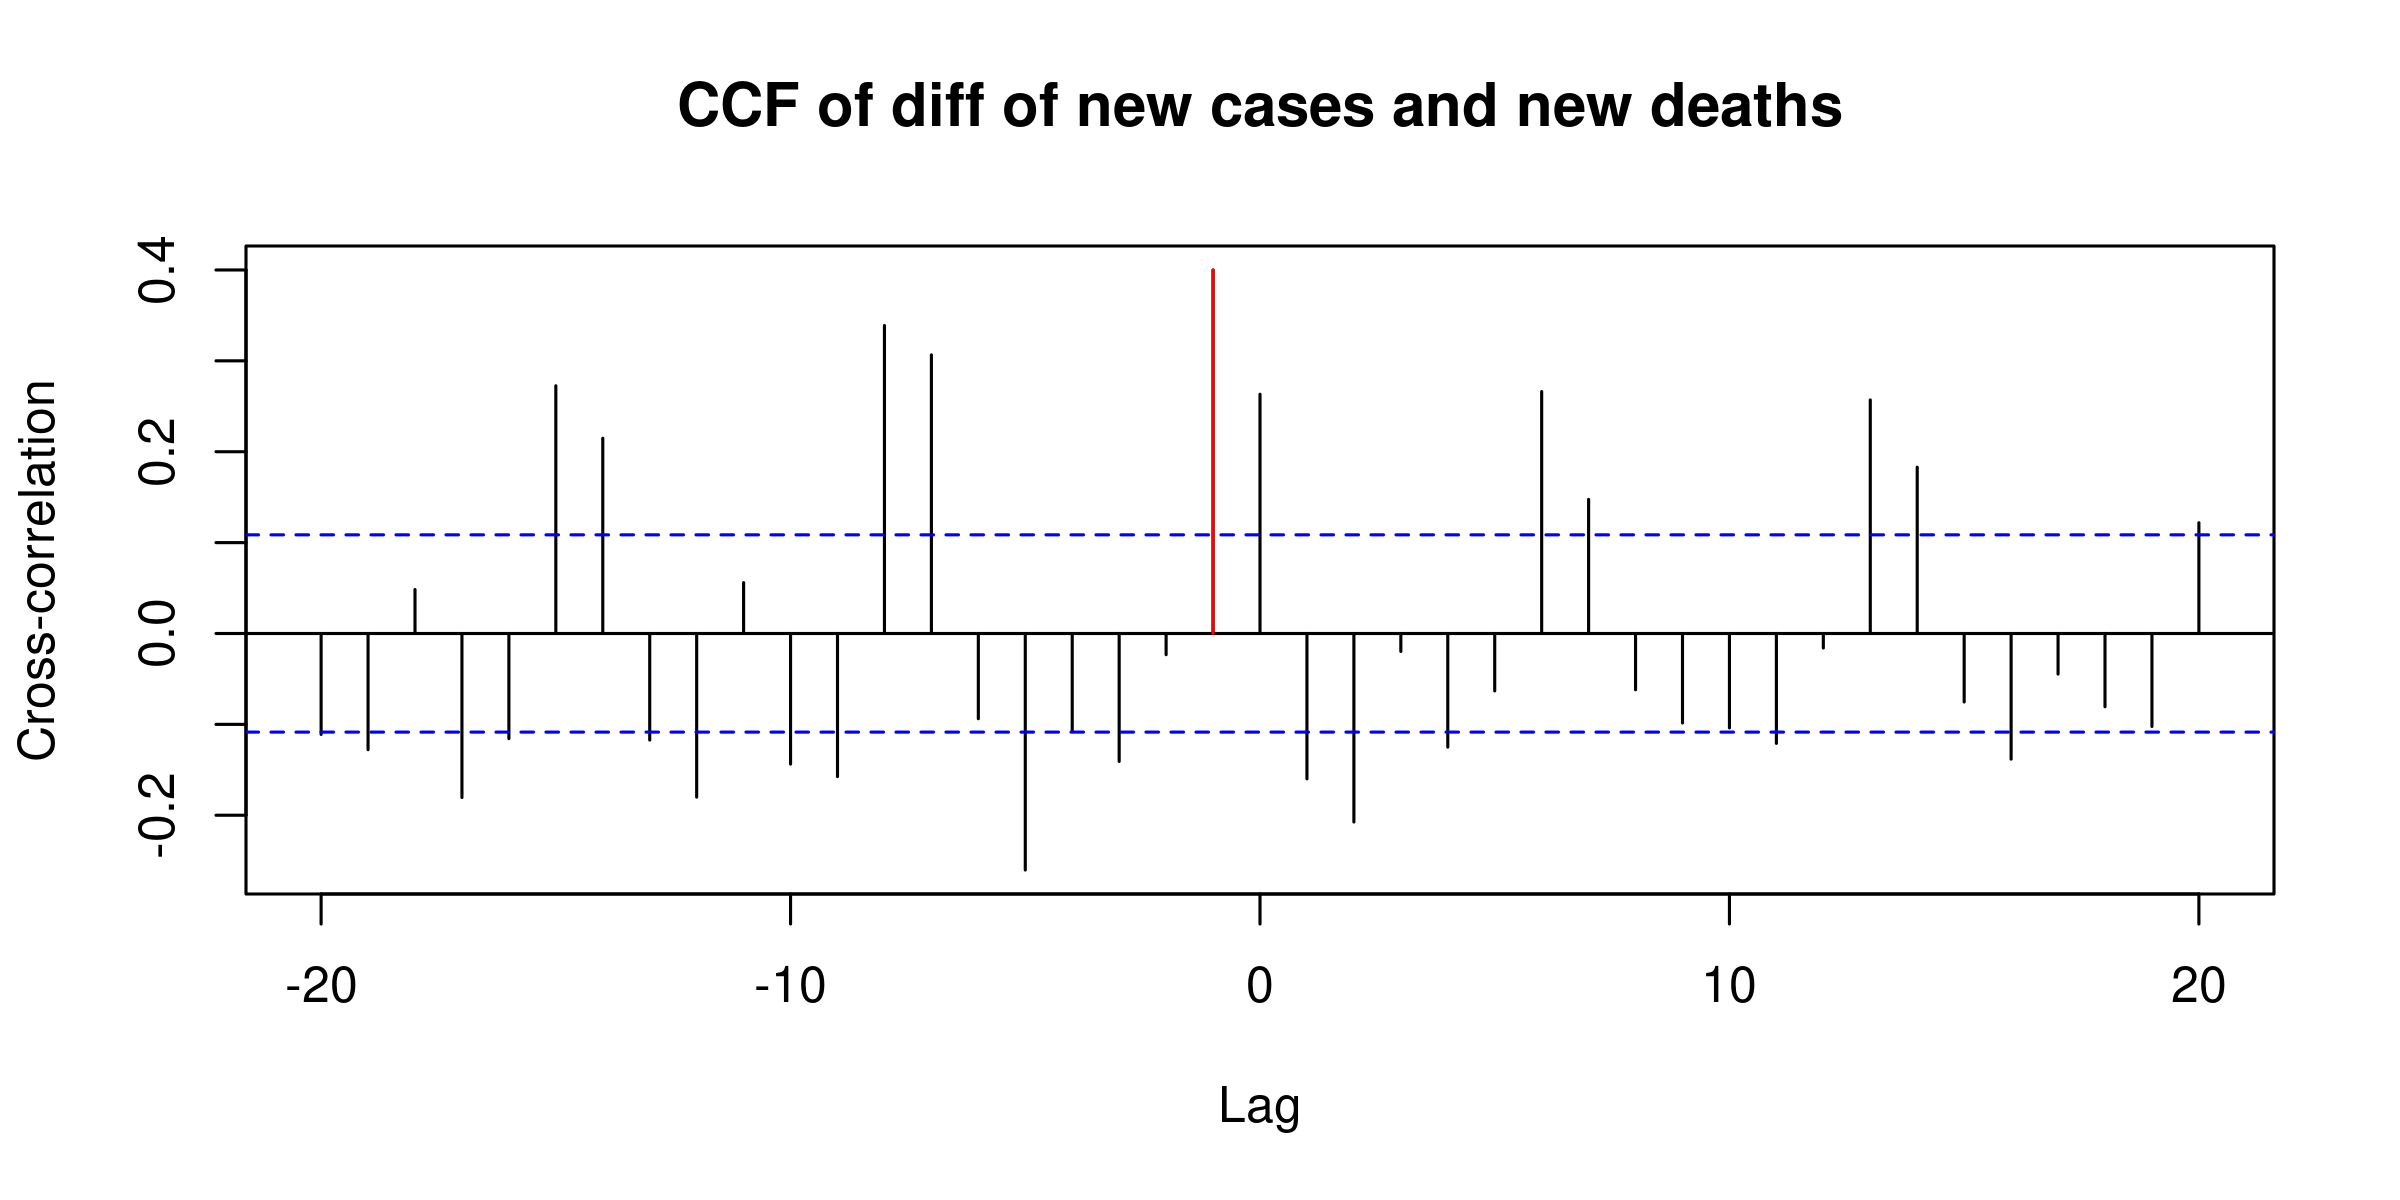 CCF of diff of new cases and new deaths
Cross-correlation
0.4
0.2
0.0
-0.2
-20 -10 0 10 20
Lag